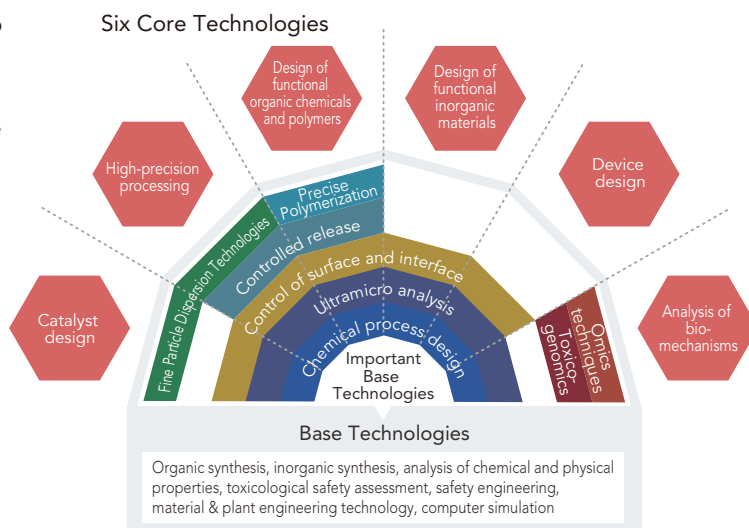 Six Core Technologies
Catalyst
design
High-precision
processing
Design of
functional
organic chemicals
and polymers
Design of
functional
inorganic
materials
Device
design
Analysis of
bio-
mechanisms
Fine Particle Dispersion Technologies
Precise
Polymerization
Controlled release
Control of surface and interface
Ultramicro analysis
Chemical process design
Toxico-
genomics
Omics
techniques
Important
Base
Technologies
Base Technologies
Organic synthesis, inorganic synthesis, analysis of chemical and physical
properties, toxicological safety assessment, safety engineering,
material & plant engineering technology, computer simulation